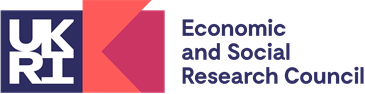 UK
RI
Economic
and Social
Research Council